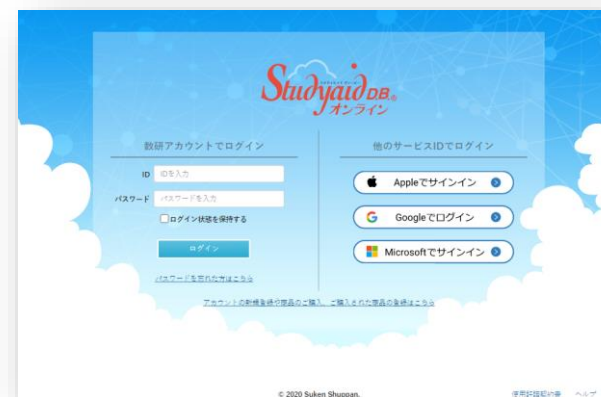 Studyaid D.B.
オンライン
数研アカウントでログイン
ID IDを入力
パスワード パスワードを入力
ログイン状態を保持する
ログイン
パスワードを忘れた方はこちら
他のサービスIDでログイン
Appleでサインイン
Googleでログイン
Microsoftでサインイン
アカウントの新規登録や商品のご購入、ご購入された商品の登録はこちら
© 2020 Suken Shuppan.
使用許諾契約書 ヘルプ